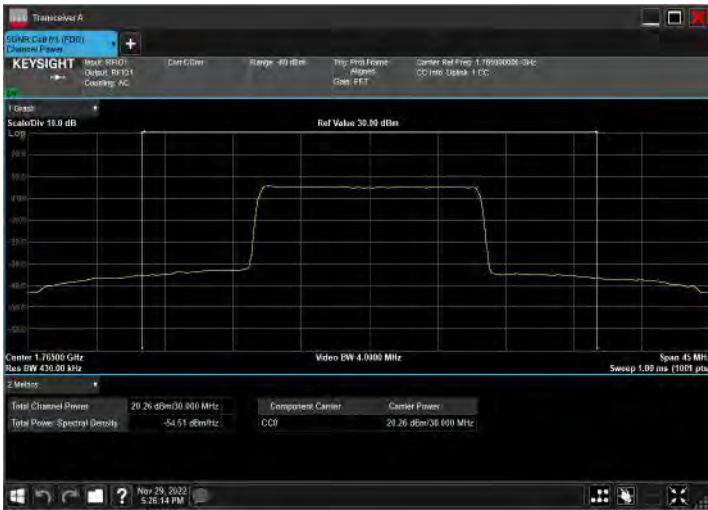 Transceiver A
5GNR Cell #1 (FDD)
Channel Power
KEYSIGHT
Input: RFIO1
Output: RFIO1
Coupling: AC
Corr CCorr
Range: -40 dBm
Aligned
Gate: FFT
Carrier Ref Freq: 1.765000000 GHz
CC Info: Uplink, 1 CC
1 Graph
Scale/Div 10.0 dB
Ref Value 30.00 dBm
Log
Center 1.76500 GHz
Video BW 4.0000 MHz
Span 45 MHz
Res BW 430.00 kHz
Sweep 1.00 ms (1001 pts
2 Metrics
Total Channel Power
20.26 dBm/30.000 MHz
Total Power Spectral Density
-54.51 dBm/Hz
Component Carrier
Carrier Power
CC0
20.26 dBm/30.000 MHz
Nov 29, 2022
5:26:14 PM